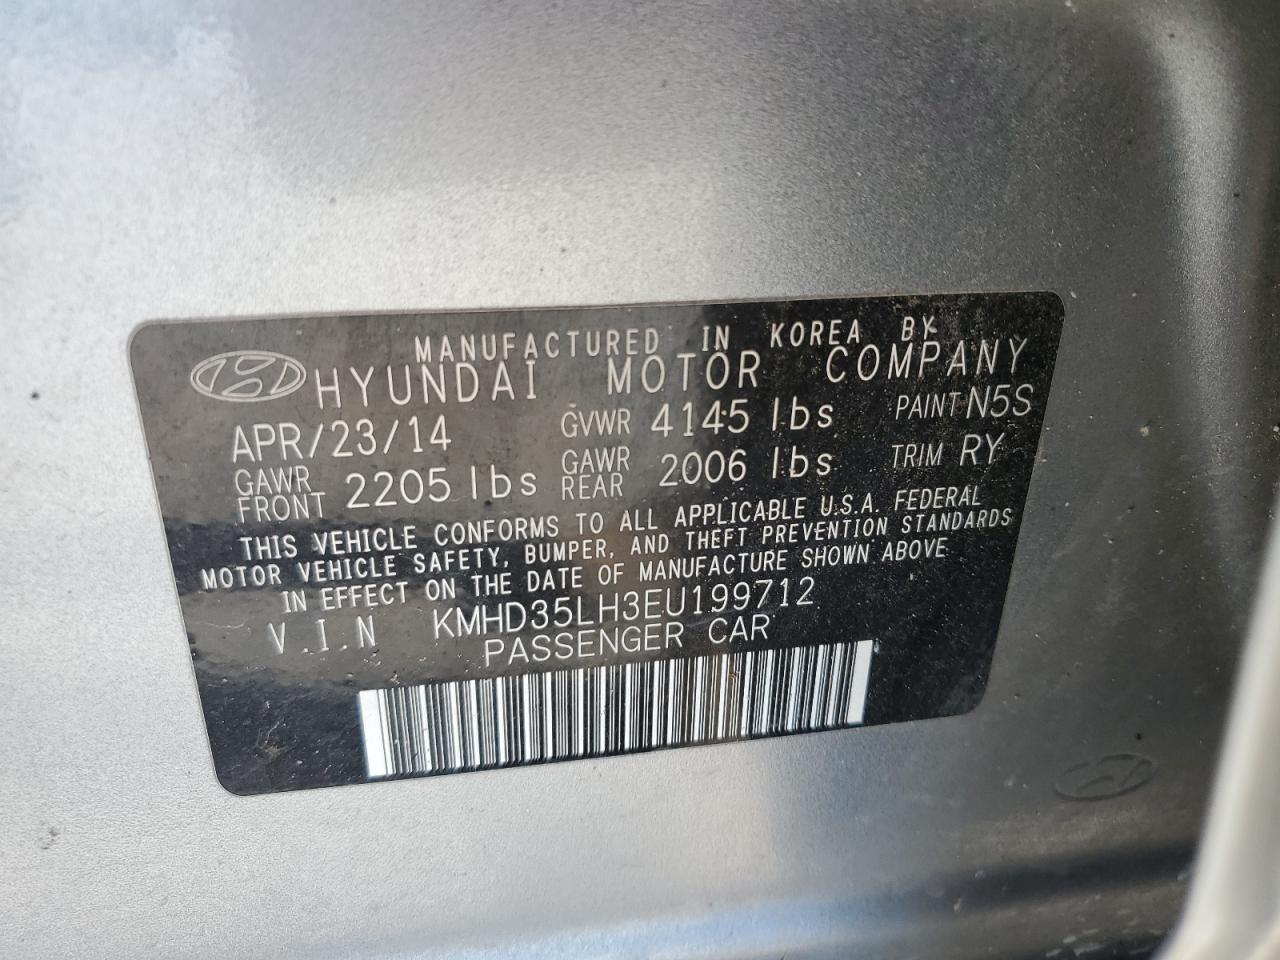 MANUFACTURED IN KOREA BY
HYUNDAI MOTOR COMPANY
APR/23/14 GVWR 4145 lbs PAINT N5S
GAWR FRONT 2205 lbs GAWR REAR 2006 lbs TRIM RY
THIS VEHICLE CONFORMS TO ALL APPLICABLE U.S.A. FEDERAL
MOTOR VEHICLE SAFETY, BUMPER, AND THEFT PREVENTION STANDARDS
IN EFFECT ON THE DATE OF MANUFACTURE SHOWN ABOVE
V.I.N KMHD35LH3EU199712
PASSENGER CAR